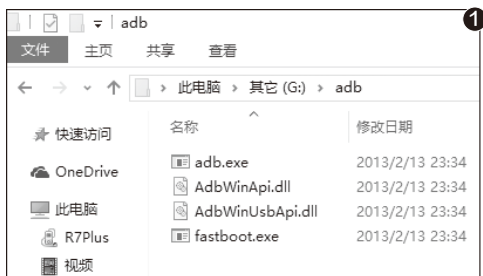 adb
1
文件 主页 共享 查看
此电脑 > 其它 (G:) > adb
名称 修改日期
快速访问
OneDrive
此电脑
R7Plus
视频
adb.exe 2013/2/13 23:34
AdbWinApi.dll 2013/2/13 23:34
AdbWinUsbApi.dll 2013/2/13 23:34
fastboot.exe 2013/2/13 23:34